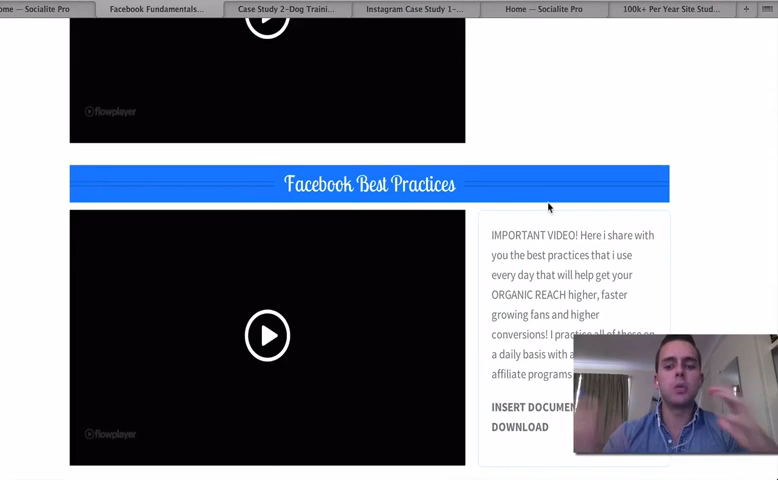 ome — Socialite Pro
Facebook Fundamentals...
Case Study 2–Dog Traini...
Instagram Case Study 1–...
Home — Socialite Pro
100k+ Per Year Site Stud...
flowplayer
Facebook Best Practices
IMPORTANT VIDEO! Here i share with
you the best practices that i use
every day that will help get your
ORGANIC REACH higher, faster
growing fans and higher
conversions! I practice all of these on
a daily basis with a
affiliate programs
INSERT DOCUMEN
DOWNLOAD
flowplayer